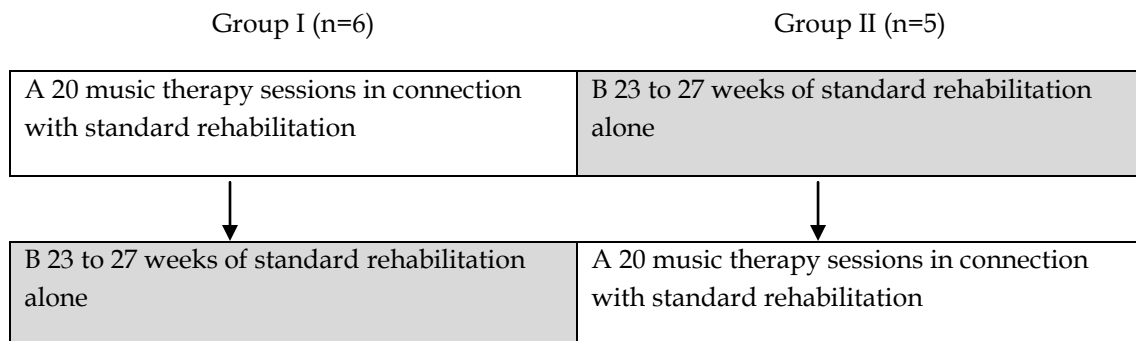 Group I (n=6)
Group II (n=5)
A 20 music therapy sessions in connection
with standard rehabilitation
B 23 to 27 weeks of standard rehabilitation
alone
B 23 to 27 weeks of standard rehabilitation
alone
A 20 music therapy sessions in connection
with standard rehabilitation